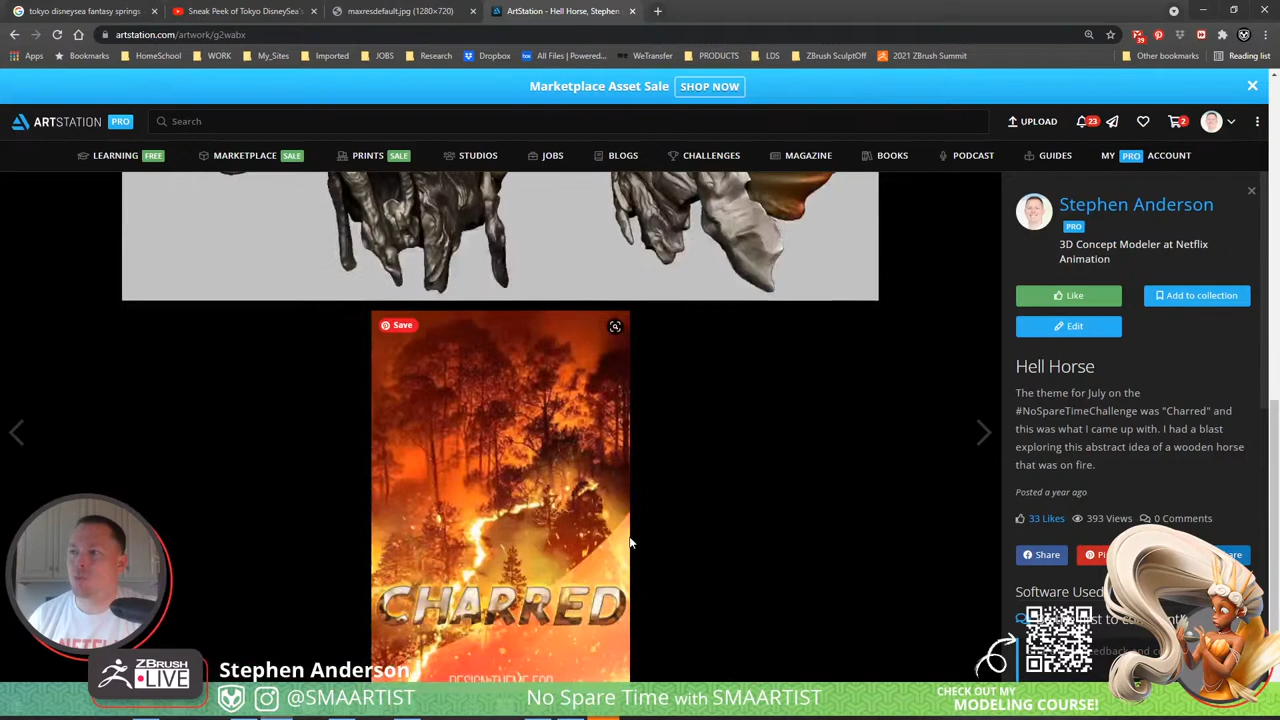 tokyo disneysea fantasy springs
Sneak Peek of Tokyo DisneySea's
maxresdefault.jpg (1280×720)
ArtStation - Hell Horse, Stephen
artstation.com/artwork/g2wabx
Apps
Bookmarks
HomeSchool
WORK
My_Sites
Imported
JOBS
Research
Dropbox
All Files | Powered...
WeTransfer
PRODUCTS
LDS
ZBrush SculptOff
2021 ZBrush Summit
Other bookmarks
Reading list
Marketplace Asset Sale SHOP NOW
ARTSTATION PRO
Search
UPLOAD
23
2
LEARNING FREE
MARKETPLACE SALE
PRINTS SALE
STUDIOS
JOBS
BLOGS
CHALLENGES
MAGAZINE
BOOKS
PODCAST
GUIDES
MY PRO ACCOUNT
Stephen Anderson
PRO
3D Concept Modeler at Netflix
Animation
Like
Add to collection
Edit
Hell Horse
The theme for July on the
#NoSpareTimeChallenge was "Charred" and
this was what I came up with. I had a blast
exploring this abstract idea of a wooden horse
that was on fire.
Posted a year ago
33 Likes 393 Views 0 Comments
Share
Software Used
Save
CHARRED
DESIGN THEME FOR
NETFLIX
ZBRUSH
LIVE
Stephen Anderson
@SMAARTIST
No Spare Time with SMAARTIST
CHECK OUT MY
MODELING COURSE!